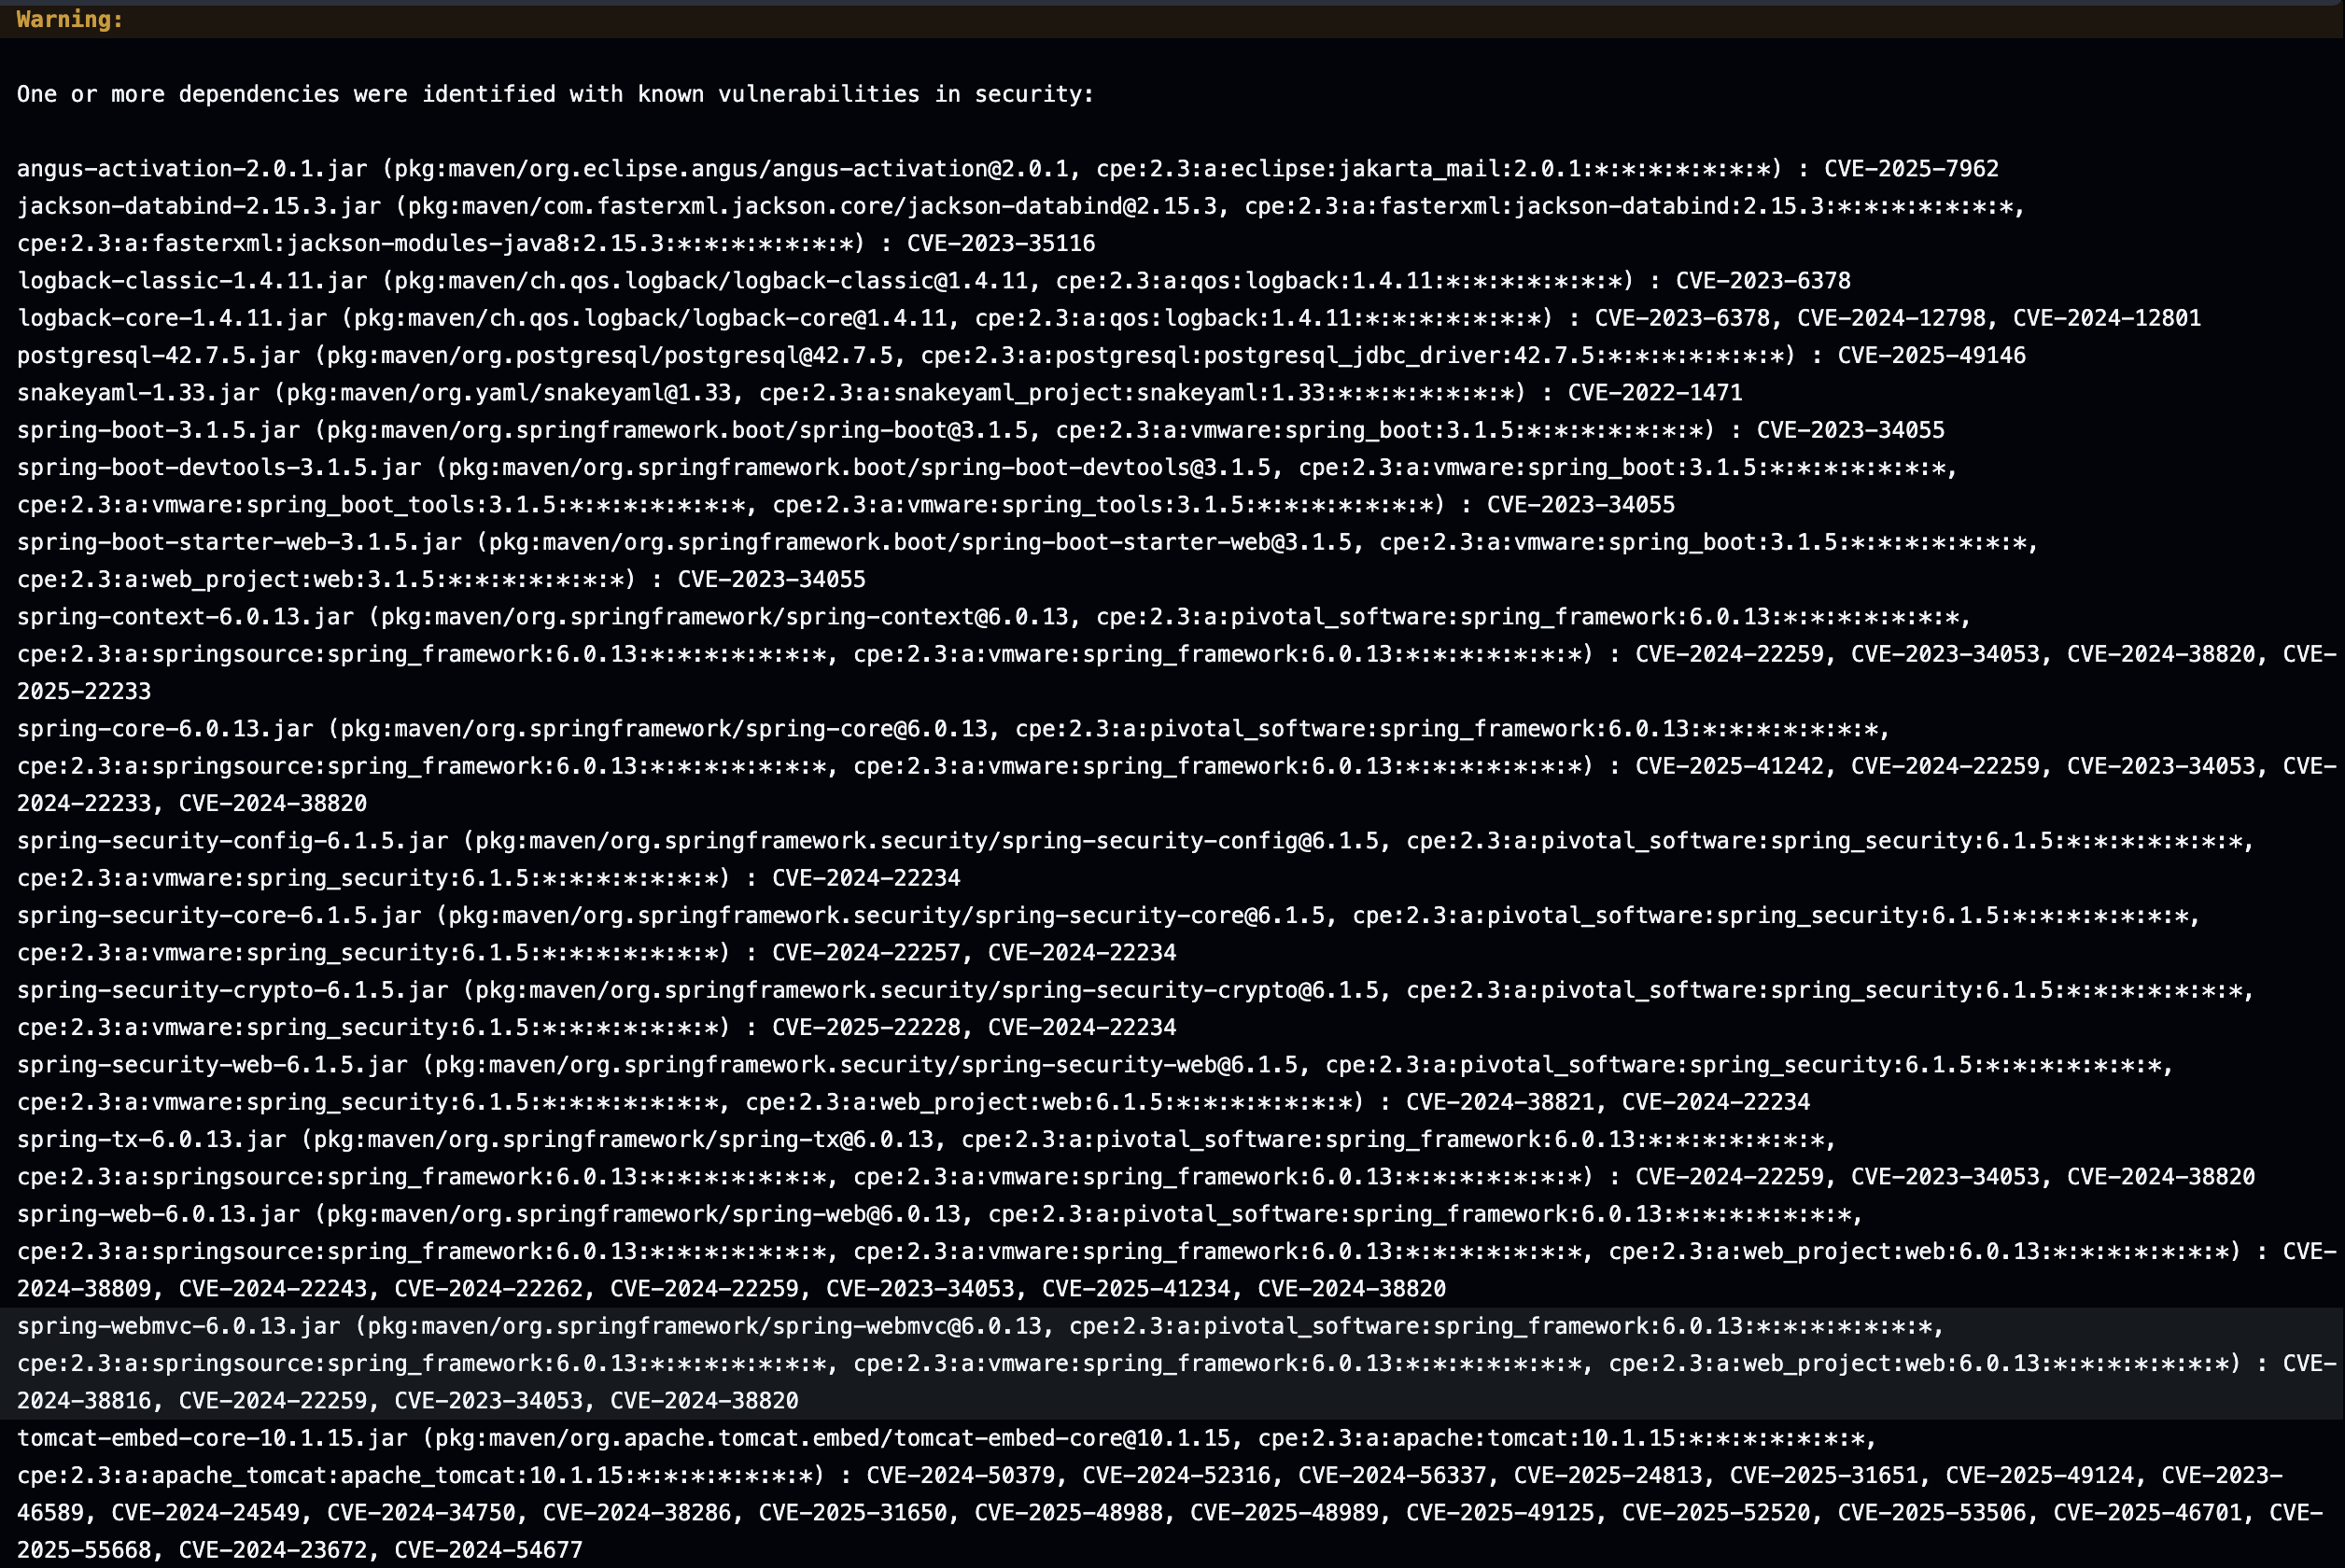 Warning:
One or more dependencies were identified with known vulnerabilities in security:
angus-activation-2.0.1.jar (pkg:maven/org.eclipse.angus/angus-activation@2.0.1, cpe:2.3:a:eclipse:jakarta_mail:2.0.1:*:*:*:*:*:*:*) : CVE-2025-7962
jackson-databind-2.15.3.jar (pkg:maven/com.fasterxml.jackson.core/jackson-databind@2.15.3, cpe:2.3:a:fasterxml:jackson-databind:2.15.3:*:*:*:*:*:*:*,
cpe:2.3:a:fasterxml:jackson-modules-java8:2.15.3:*:*:*:*:*:*:*) : CVE-2023-35116
logback-classic-1.4.11.jar (pkg:maven/ch.qos.logback/logback-classic@1.4.11, cpe:2.3:a:qos:logback:1.4.11:*:*:*:*:*:*:*) : CVE-2023-6378
logback-core-1.4.11.jar (pkg:maven/ch.qos.logback/logback-core@1.4.11, cpe:2.3:a:qos:logback:1.4.11:*:*:*:*:*:*:*) : CVE-2023-6378, CVE-2024-12798, CVE-2024-12801
postgresql-42.7.5.jar (pkg:maven/org.postgresql/postgresql@42.7.5, cpe:2.3:a:postgresql:postgresql_jdbc_driver:42.7.5:*:*:*:*:*:*:*) : CVE-2025-49146
snakeyaml-1.33.jar (pkg:maven/org.yaml/snakeyaml@1.33, cpe:2.3:a:snakeyaml_project:snakeyaml:1.33:*:*:*:*:*:*:*) : CVE-2022-1471
spring-boot-3.1.5.jar (pkg:maven/org.springframework.boot/spring-boot@3.1.5, cpe:2.3:a:vmware:spring_boot:3.1.5:*:*:*:*:*:*:*) : CVE-2023-34055
spring-boot-devtools-3.1.5.jar (pkg:maven/org.springframework.boot/spring-boot-devtools@3.1.5, cpe:2.3:a:vmware:spring_boot:3.1.5:*:*:*:*:*:*:*,
cpe:2.3:a:vmware:spring_boot_tools:3.1.5:*:*:*:*:*:*:*, cpe:2.3:a:vmware:spring_tools:3.1.5:*:*:*:*:*:*:*) : CVE-2023-34055
spring-boot-starter-web-3.1.5.jar (pkg:maven/org.springframework.boot/spring-boot-starter-web@3.1.5, cpe:2.3:a:vmware:spring_boot:3.1.5:*:*:*:*:*:*:*,
cpe:2.3:a:web_project:web:3.1.5:*:*:*:*:*:*:*) : CVE-2023-34055
spring-context-6.0.13.jar (pkg:maven/org.springframework/spring-context@6.0.13, cpe:2.3:a:pivotal_software:spring_framework:6.0.13:*:*:*:*:*:*:*,
cpe:2.3:a:springsource:spring_framework:6.0.13:*:*:*:*:*:*:*, cpe:2.3:a:vmware:spring_framework:6.0.13:*:*:*:*:*:*:*) : CVE-2024-22259, CVE-2023-34053, CVE-2024-38820, CVE-
2025-22233
spring-core-6.0.13.jar (pkg:maven/org.springframework/spring-core@6.0.13, cpe:2.3:a:pivotal_software:spring_framework:6.0.13:*:*:*:*:*:*:*,
cpe:2.3:a:springsource:spring_framework:6.0.13:*:*:*:*:*:*:*, cpe:2.3:a:vmware:spring_framework:6.0.13:*:*:*:*:*:*:*) : CVE-2025-41242, CVE-2024-22259, CVE-2023-34053, CVE-
2024-22233, CVE-2024-38820
spring-security-config-6.1.5.jar (pkg:maven/org.springframework.security/spring-security-config@6.1.5, cpe:2.3:a:pivotal_software:spring_security:6.1.5:*:*:*:*:*:*:*,
cpe:2.3:a:vmware:spring_security:6.1.5:*:*:*:*:*:*:*) : CVE-2024-22234
spring-security-core-6.1.5.jar (pkg:maven/org.springframework.security/spring-security-core@6.1.5, cpe:2.3:a:pivotal_software:spring_security:6.1.5:*:*:*:*:*:*:*,
cpe:2.3:a:vmware:spring_security:6.1.5:*:*:*:*:*:*:*) : CVE-2024-22257, CVE-2024-22234
spring-security-crypto-6.1.5.jar (pkg:maven/org.springframework.security/spring-security-crypto@6.1.5, cpe:2.3:a:pivotal_software:spring_security:6.1.5:*:*:*:*:*:*:*,
cpe:2.3:a:vmware:spring_security:6.1.5:*:*:*:*:*:*:*) : CVE-2025-22228, CVE-2024-22234
spring-security-web-6.1.5.jar (pkg:maven/org.springframework.security/spring-security-web@6.1.5, cpe:2.3:a:pivotal_software:spring_security:6.1.5:*:*:*:*:*:*:*,
cpe:2.3:a:vmware:spring_security:6.1.5:*:*:*:*:*:*:*, cpe:2.3:a:web_project:web:6.1.5:*:*:*:*:*:*:*) : CVE-2024-38821, CVE-2024-22234
spring-tx-6.0.13.jar (pkg:maven/org.springframework/spring-tx@6.0.13, cpe:2.3:a:pivotal_software:spring_framework:6.0.13:*:*:*:*:*:*:*,
cpe:2.3:a:springsource:spring_framework:6.0.13:*:*:*:*:*:*:*, cpe:2.3:a:vmware:spring_framework:6.0.13:*:*:*:*:*:*:*) : CVE-2024-22259, CVE-2023-34053, CVE-2024-38820
spring-web-6.0.13.jar (pkg:maven/org.springframework/spring-web@6.0.13, cpe:2.3:a:pivotal_software:spring_framework:6.0.13:*:*:*:*:*:*:*,
cpe:2.3:a:springsource:spring_framework:6.0.13:*:*:*:*:*:*:*, cpe:2.3:a:vmware:spring_framework:6.0.13:*:*:*:*:*:*:*, cpe:2.3:a:web_project:web:6.0.13:*:*:*:*:*:*:*) : CVE-
2024-38809, CVE-2024-22243, CVE-2024-22262, CVE-2024-22259, CVE-2023-34053, CVE-2025-41234, CVE-2024-38820
spring-webmvc-6.0.13.jar (pkg:maven/org.springframework/spring-webmvc@6.0.13, cpe:2.3:a:pivotal_software:spring_framework:6.0.13:*:*:*:*:*:*:*,
cpe:2.3:a:springsource:spring_framework:6.0.13:*:*:*:*:*:*:*, cpe:2.3:a:vmware:spring_framework:6.0.13:*:*:*:*:*:*:*, cpe:2.3:a:web_project:web:6.0.13:*:*:*:*:*:*:*) : CVE-
2024-38816, CVE-2024-22259, CVE-2023-34053, CVE-2024-38820
tomcat-embed-core-10.1.15.jar (pkg:maven/org.apache.tomcat.embed/tomcat-embed-core@10.1.15, cpe:2.3:a:apache:tomcat:10.1.15:*:*:*:*:*:*:*,
cpe:2.3:a:apache_tomcat:apache_tomcat:10.1.15:*:*:*:*:*:*:*) : CVE-2024-50379, CVE-2024-52316, CVE-2024-56337, CVE-2025-24813, CVE-2025-31651, CVE-2025-49124, CVE-2023-
46589, CVE-2024-24549, CVE-2024-34750, CVE-2024-38286, CVE-2025-31650, CVE-2025-48988, CVE-2025-48989, CVE-2025-49125, CVE-2025-52520, CVE-2025-53506, CVE-2025-46701, CVE-
2025-55668, CVE-2024-23672, CVE-2024-54677